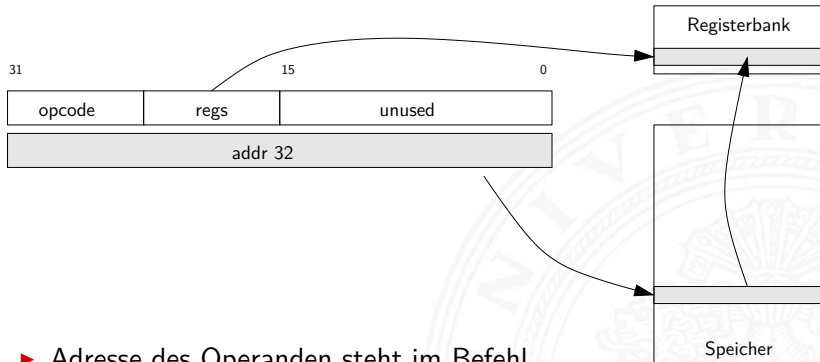 Registerbank
31 15 0
opcode regs unused
addr 32
Speicher
▶ Adresse des Operanden steht im Befehl